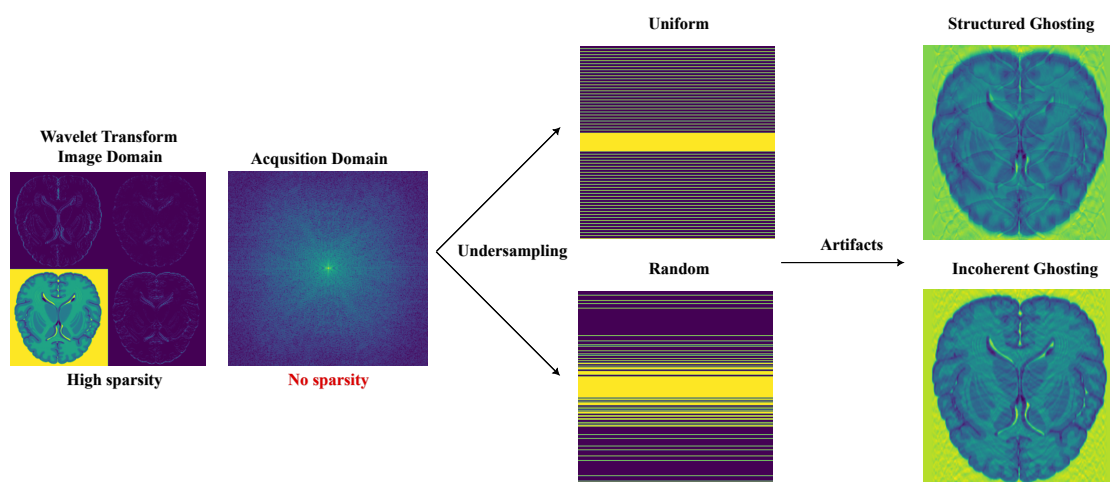 Wavelet Transform
Image Domain
High sparsity
Acqusition Domain
No sparsity
Undersampling
Uniform
Random
Artifacts
Structured Ghosting
Incoherent Ghosting